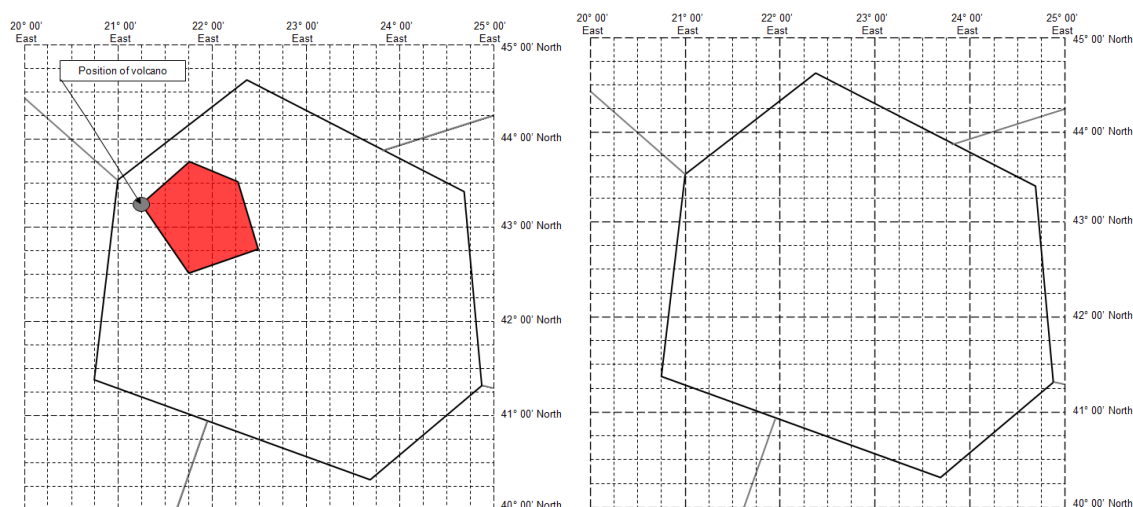 20° 00' 21° 00' 22° 00' 23° 00' 24° 00' 25° 00'
East East East East East East
45° 00' North
Position of volcano
44° 00' North
43° 00' North
42° 00' North
41° 00' North
40° 00' North
20° 00' 21° 00' 22° 00' 23° 00' 24° 00' 25° 00'
East East East East East East
45° 00' North
44° 00' North
43° 00' North
42° 00' North
41° 00' North
40° 00' North